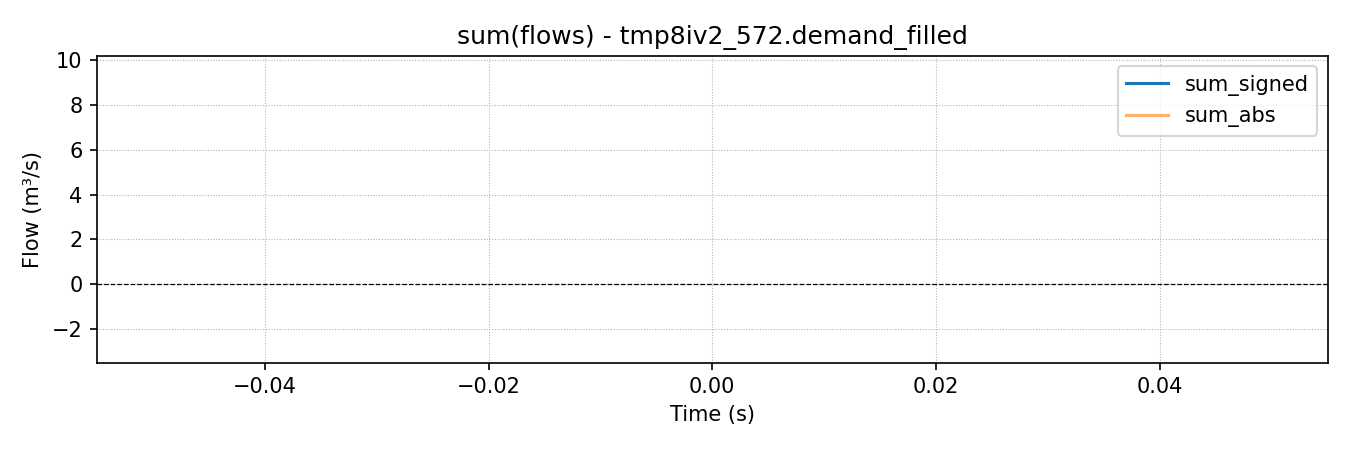 sum(flows) - tmp8iv2_572.demand_filled
10
8
6
4
2
0
−2
Flow (m³/s)
sum_signed
sum_abs
−0.04
−0.02
0.00
0.02
0.04
Time (s)